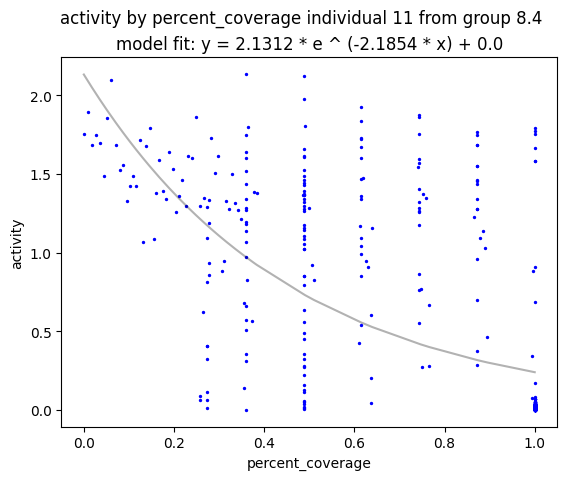 activity by percent_coverage individual 11 from group 8.4
model fit: y = 2.1312 * e ^ (-2.1854 * x) + 0.0
2.0
1.5
1.0
0.5
0.0
activity
0.0 0.2 0.4 0.6 0.8 1.0
percent_coverage